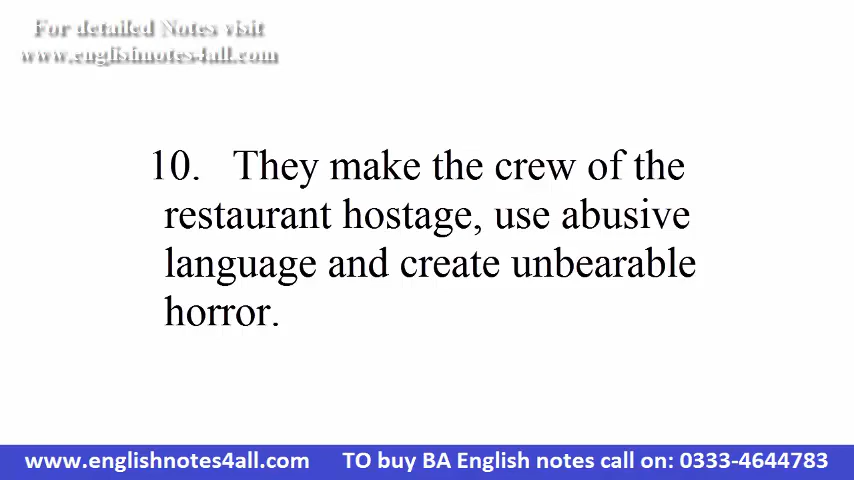 For detailed Notes visit
www.englisinotes4all.com
10. They make the crew of the
restaurant hostage, use abusive
language and create unbearable
horror.
www.englishnotes4all.com TO buy BA English notes call on: 0333-4644783